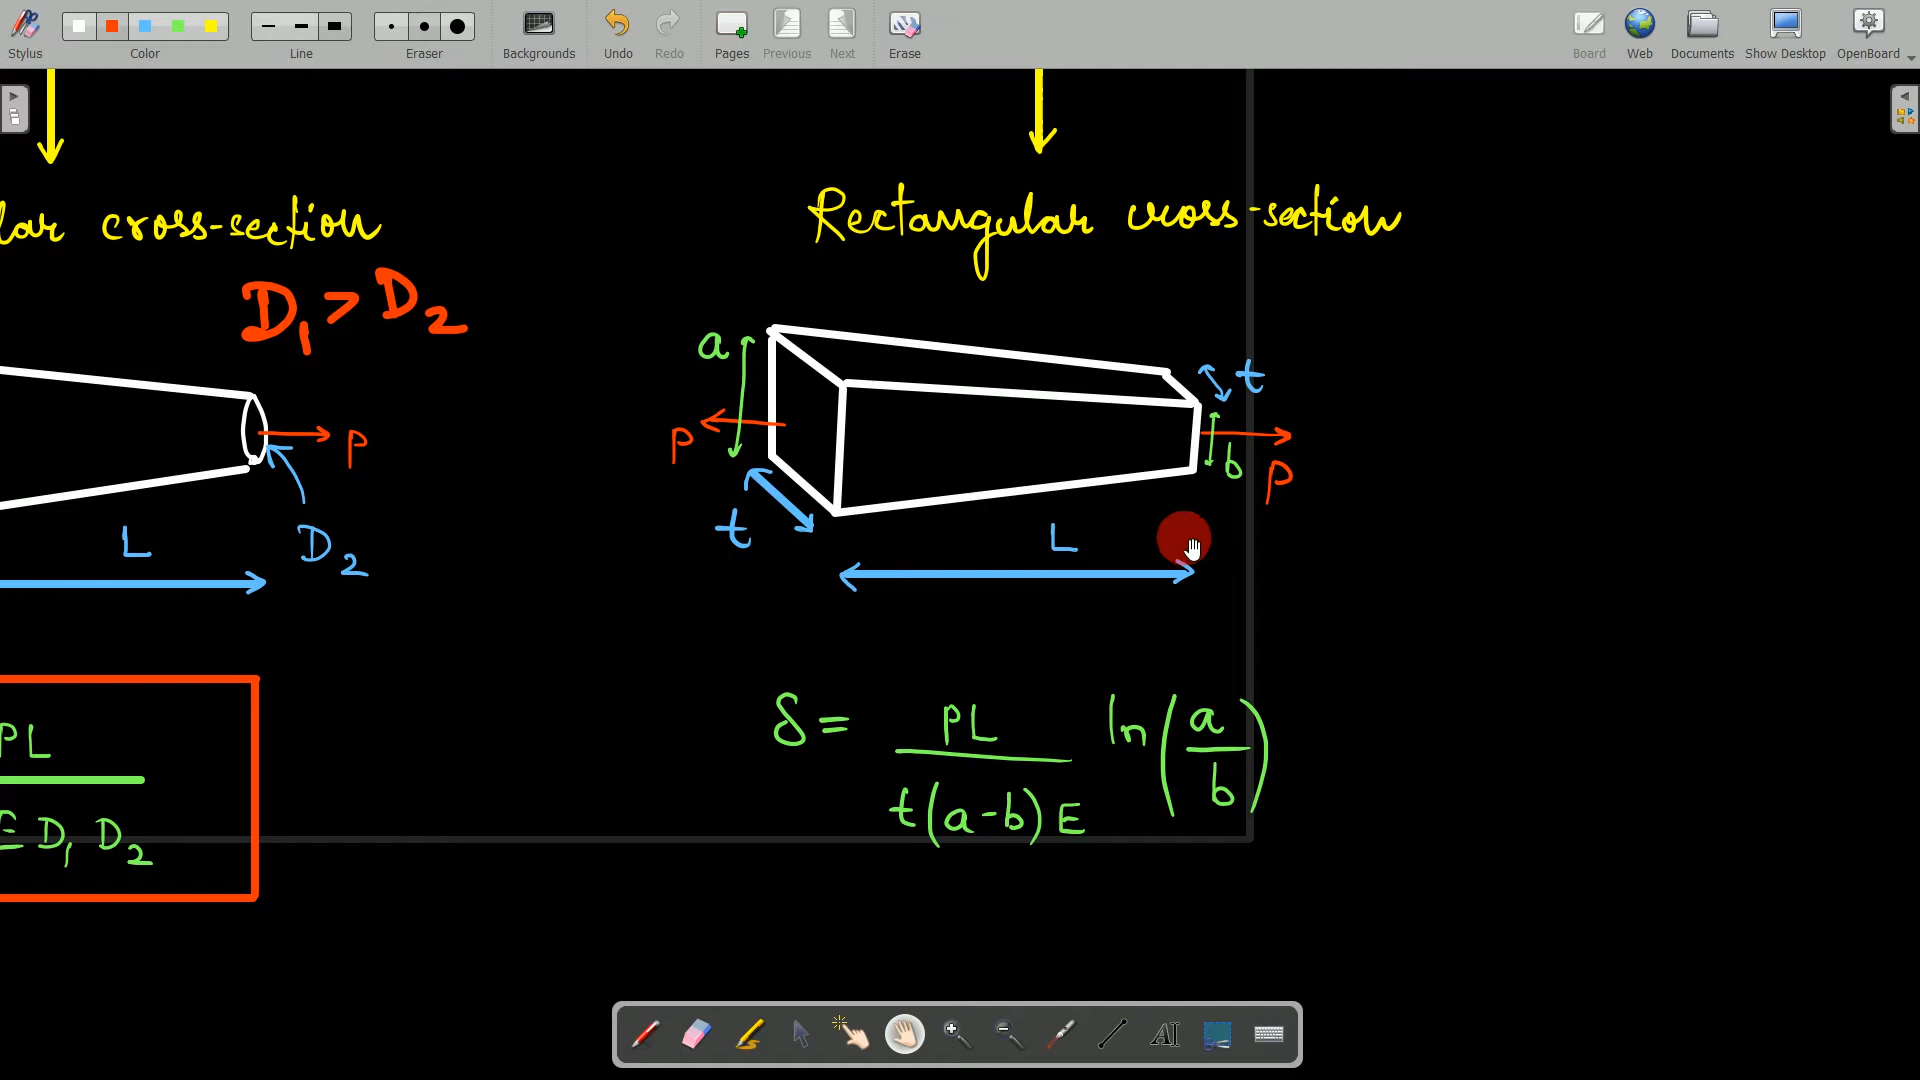 Stylus
Color
Line
Eraser
Backgrounds
Undo
Redo
Pages
Previous
Next
Erase
Board
Web
Documents
Show Desktop
OpenBoard
lar cross-section
D₁ > D₂
P
L
D₂
PL
E D₁ D₂
Rectangular cross-section
a
t
P
b
P
t
L
δ = PL / t(a-b)E ln(a/b)
AI